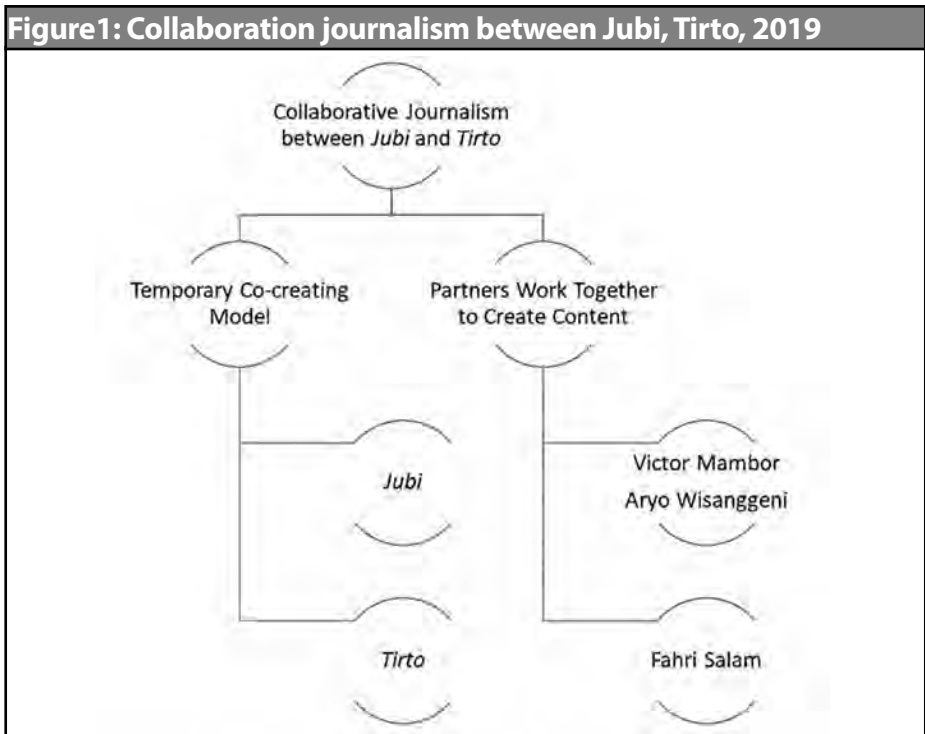 Figure1: Collaboration journalism between Jubi, Tirto, 2019
Collaborative Journalism
between Jubi and Tirto
Temporary Co-creating
Model
Partners Work Together
to Create Content
Jubi
Victor Mambor
Aryo Wisanggeni
Tirto
Fahri Salam